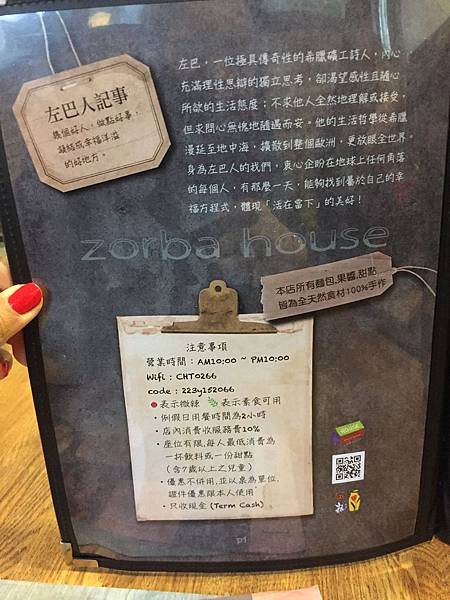 左巴人記事
幾個好人，做點好事，
凝結成幸福洋溢
的好地方。
左巴，一位極具傳奇性的希臘礦工詩人，內心
充滿理性思辯的獨立思考，卻渴望感性且隨心
所欲的生活態度；不求他人全然地理解或接受，
但求問心無愧地隨遇而安。他的生活哲學從希臘
漫延至地中海，擴散到整個歐洲，更放眼全世界。
身為左巴人的我們，衷心企盼在地球上任何角落
的每個人，有那麼一天，能夠找到屬於自己的幸
福方程式，體現「活在當下」的美好！
zorba house
本店所有麵包、果醬、甜點
皆為全天然食材100%手作
注意事項
營業時間：AM10:00 ~ PM10:00
Wifi：CHT0266
code：223y152066
表示微辣 表示素食可用
·例假日用餐時間為2小時
·店內消費收服務費10%
·座位有限，每人最低消費為
一杯飲料或一份甜點
（含7歲以上之兒童）
·優惠不併用，並以桌為單位，
證件優惠限本人使用
·只收現金 (Term Cash)
p1